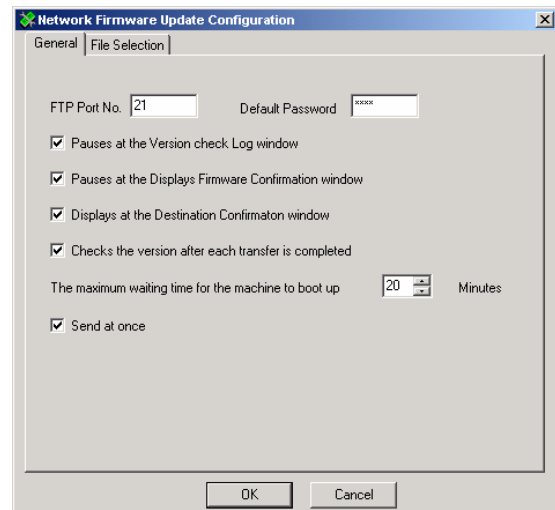 Network Firmware Update Configuration
General File Selection
FTP Port No. 21 Default Password ****
Pauses at the Version check Log window
Pauses at the Displays Firmware Confirmation window
Displays at the Destination Confirmaton window
Checks the version after each transfer is completed
The maximum waiting time for the machine to boot up 20 Minutes
Send at once
OK Cancel